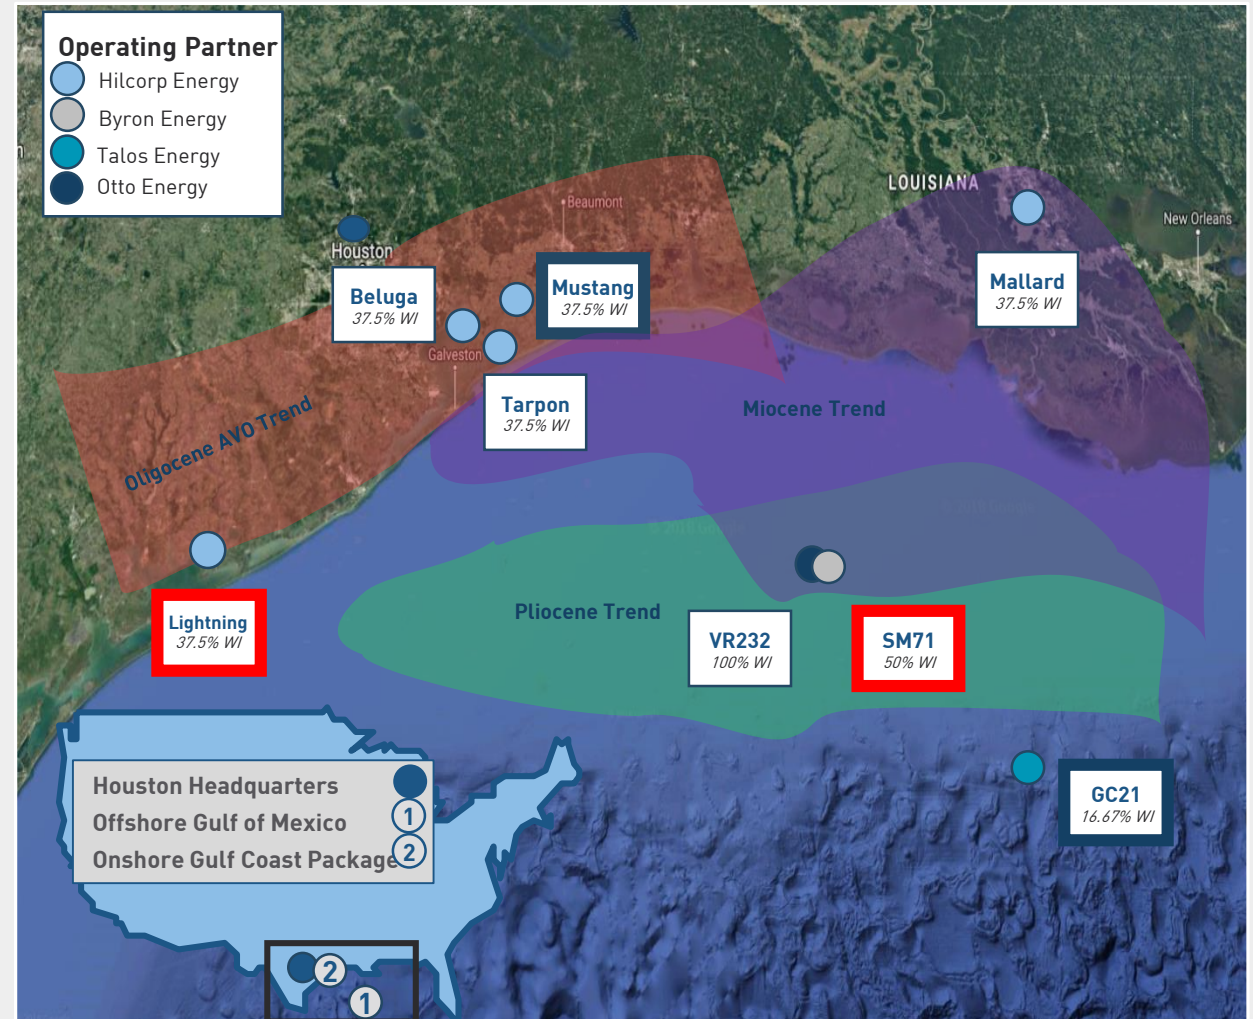 Operating Partner
Hilcorp Energy
Byron Energy
Talos Energy
Otto Energy
LOUISIANA
Beaumont
New Orleans
Houston
Beluga
37.5% WI
Mustang
37.5% WI
Mallard
37.5% WI
Galveston
Tarpon
37.5% WI
Miocene Trend
Oligocene AVO Trend
Pliocene Trend
Lightning
37.5% WI
VR232
100% WI
SM71
50% WI
GC21
16.67% WI
Houston Headquarters
Offshore Gulf of Mexico
1
Onshore Gulf Coast Package
2
2
1